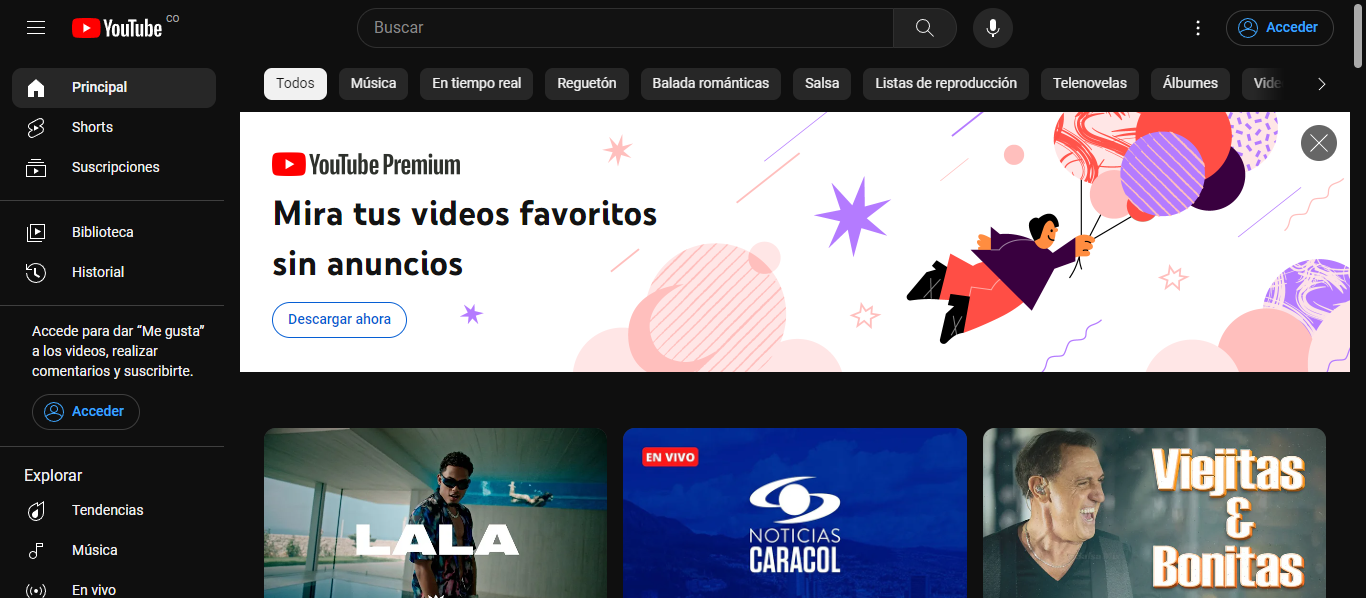 YouTube CO
Buscar
Acceder
Principal
Shorts
Suscripciones
Biblioteca
Historial
Accede para dar “Me gusta”
a los videos, realizar
comentarios y suscribirte.
Acceder
Explorar
Tendencias
Música
En vivo
Todos
Música
En tiempo real
Reguetón
Balada románticas
Salsa
Listas de reproducción
Telenovelas
Álbumes
YouTube Premium
Mira tus videos favoritos
sin anuncios
Descargar ahora
LALA
EN VIVO
NOTICIAS
CARACOL
Viejitas
&
Bonitas